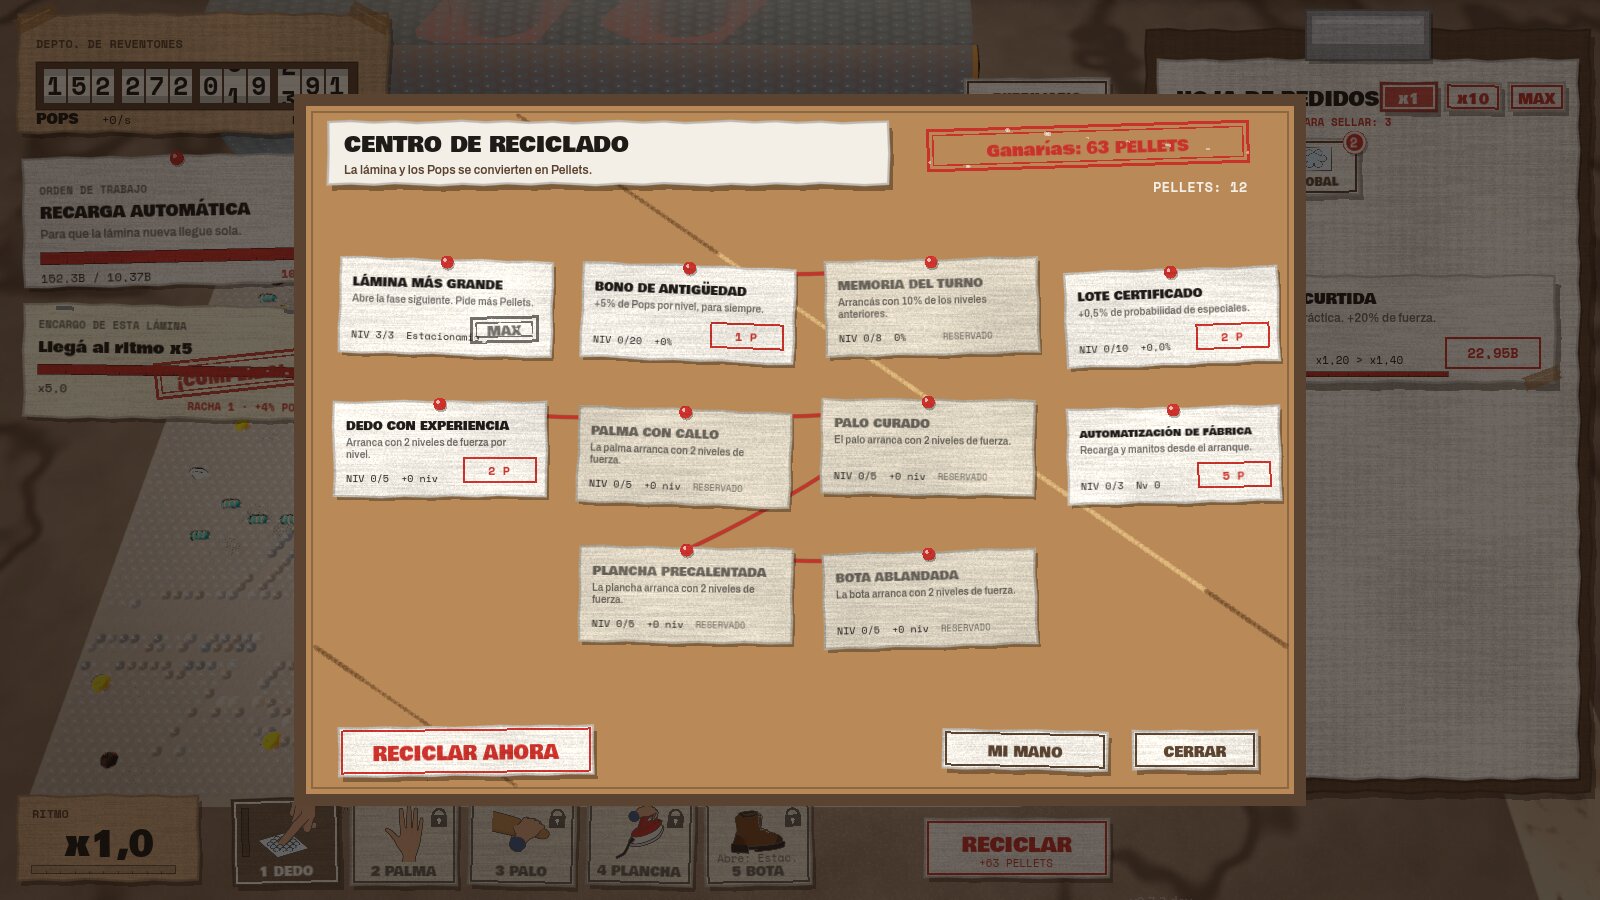 DEPTO. DE REVENTONES
POPS +0/s
ORDEN DE TRABAJO
RECARGA AUTOMÁTICA
Para que la lámina nueva llegue sola.
152.3B / 10.37B
ENCARGO DE ESTA LÁMINA
Llegá al ritmo x5
x5.0
RACHA 1 · +4% PO
CENTRO DE RECICLADO
La lámina y los Pops se convierten en Pellets.
Ganarías: 63 PELLETS
PELLETS: 12
LÁMINA MÁS GRANDE
Abre la fase siguiente. Pide más Pellets.
NIV 3/3 Estacionami
MAX
BONO DE ANTIGÜEDAD
+5% de Pops por nivel, para siempre.
NIV 0/20 +0%
1 P
MEMORIA DEL TURNO
Arrancás con 10% de los niveles
anteriores.
NIV 0/8 0% RESERVADO
LOTE CERTIFICADO
+0,5% de probabilidad de especiales.
NIV 0/10 +0,0%
2 P
DEDO CON EXPERIENCIA
Arranca con 2 niveles de fuerza por
nivel.
NIV 0/5 +0 niv
2 P
PALMA CON CALLO
La palma arranca con 2 niveles de
fuerza.
NIV 0/5 +0 niv RESERVADO
PALO CURADO
El palo arranca con 2 niveles de fuerza.
NIV 0/5 +0 niv RESERVADO
AUTOMATIZACIÓN DE FÁBRICA
Recarga y manitos desde el arranque.
NIV 0/3 Nv 0
5 P
PLANCHA PRECALENTADA
La plancha arranca con 2 niveles de
fuerza.
NIV 0/5 +0 niv RESERVADO
BOTA ABLANDADA
La bota arranca con 2 niveles de fuerza.
NIV 0/5 +0 niv RESERVADO
RECICLAR AHORA
MI MANO
CERRAR
PEDIDOS
x1
x10
MAX
ARA SELLAR: 3
2
OBAL
CURTIDA
ráctica. +20% de fuerza.
x1,20 > x1,40
22,95B
RITMO
x1,0
1 DEDO
2 PALMA
3 PALO
4 PLANCHA
Abre: Estac.
5 BOTA
RECICLAR
+63 PELLETS